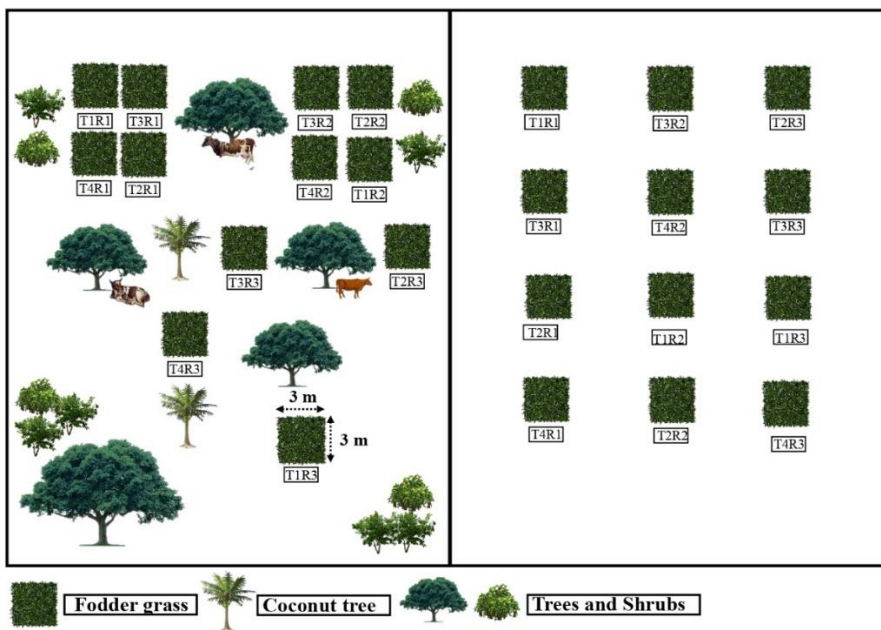 T1R1 T3R1 T3R2 T2R2
T4R1 T2R1 T4R2 T1R2
T3R3 T2R3
T4R3
3 m
3 m
T1R3
T1R1 T3R2 T2R3
T3R1 T4R2 T3R3
T2R1 T1R2 T1R3
T4R1 T2R2 T4R3
Fodder grass Coconut tree Trees and Shrubs